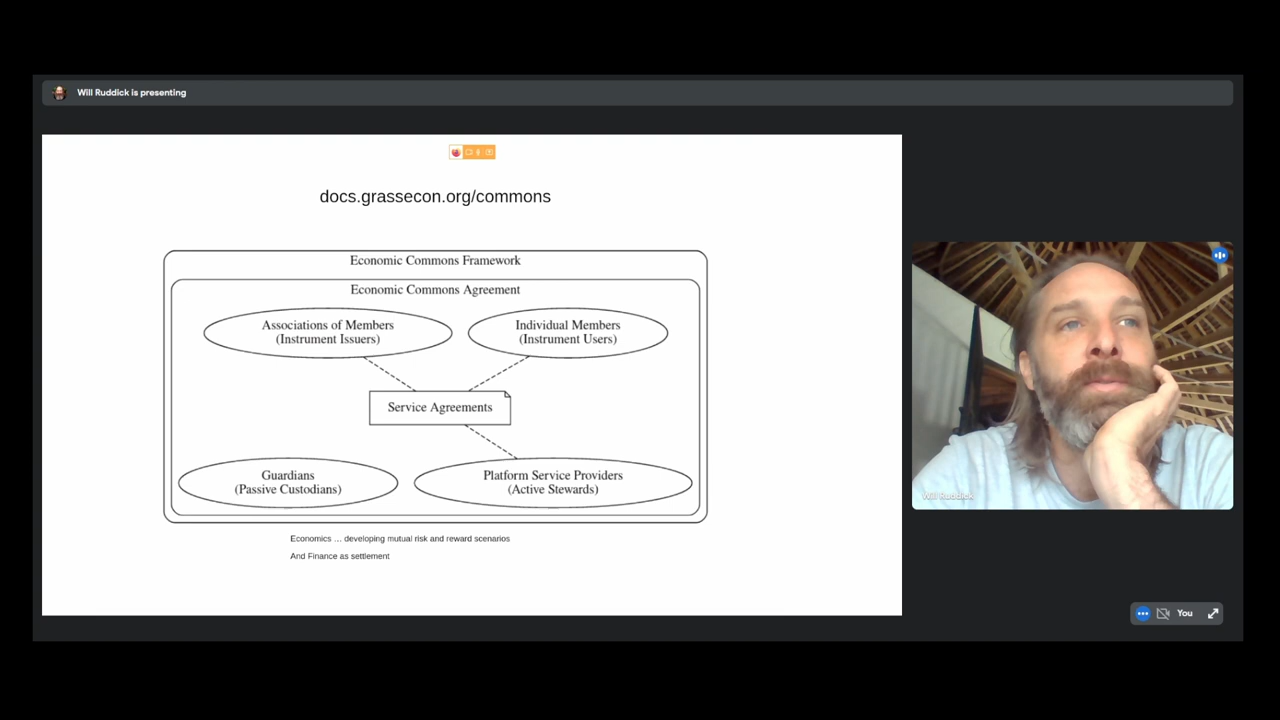 Will Ruddick is presenting
docs.grassecon.org/commons
Economic Commons Framework
Economic Commons Agreement
Associations of Members
(Instrument Issuers)
Individual Members
(Instrument Users)
Service Agreements
Guardians
(Passive Custodians)
Platform Service Providers
(Active Stewards)
Economics ... developing mutual risk and reward scenarios
And Finance as settlement
Will Ruddick
You